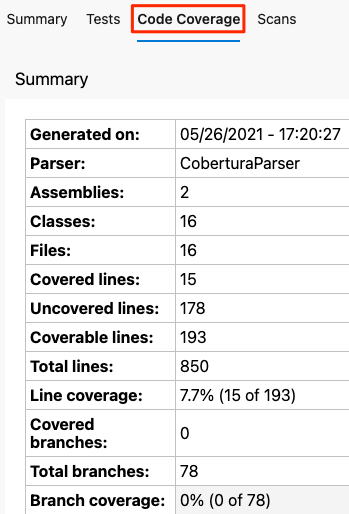 Summary Tests Code Coverage Scans
Summary
Generated on: 05/26/2021 - 17:20:27
Parser: CoberturaParser
Assemblies: 2
Classes: 16
Files: 16
Covered lines: 15
Uncovered lines: 178
Coverable lines: 193
Total lines: 850
Line coverage: 7.7% (15 of 193)
Covered
branches: 0
Total branches: 78
Branch coverage: 0% (0 of 78)